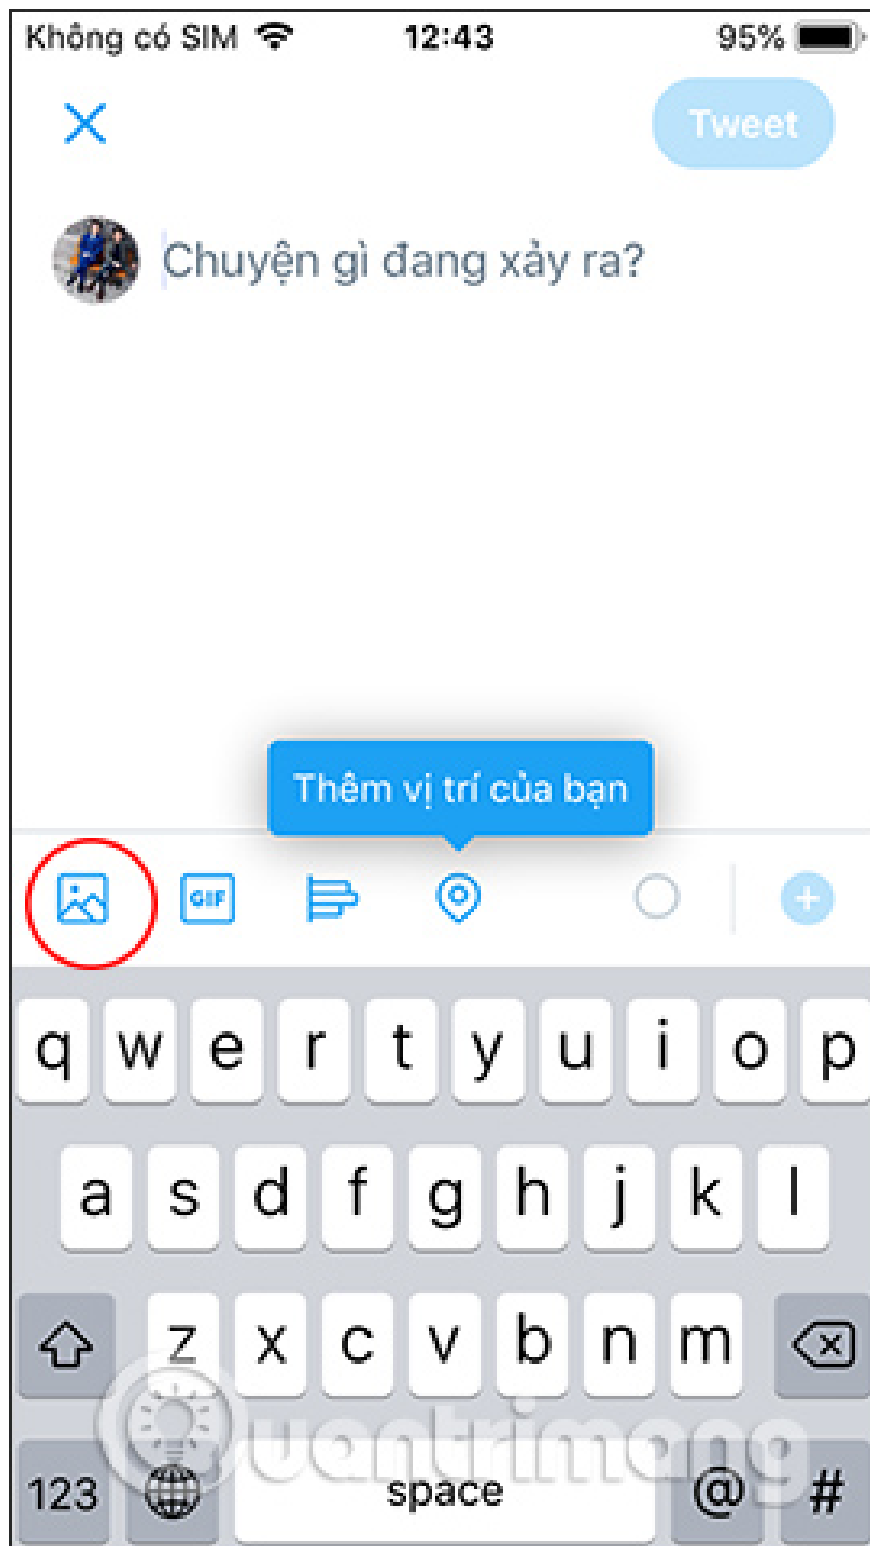 Không có SIM 12:43 95%
Tweet
Chuyện gì đang xảy ra?
Thêm vị trí của bạn
GIF
q w e r t y u i o p
a s d f g h j k l
z x c v b n m
Quantrimang
123 space @ #